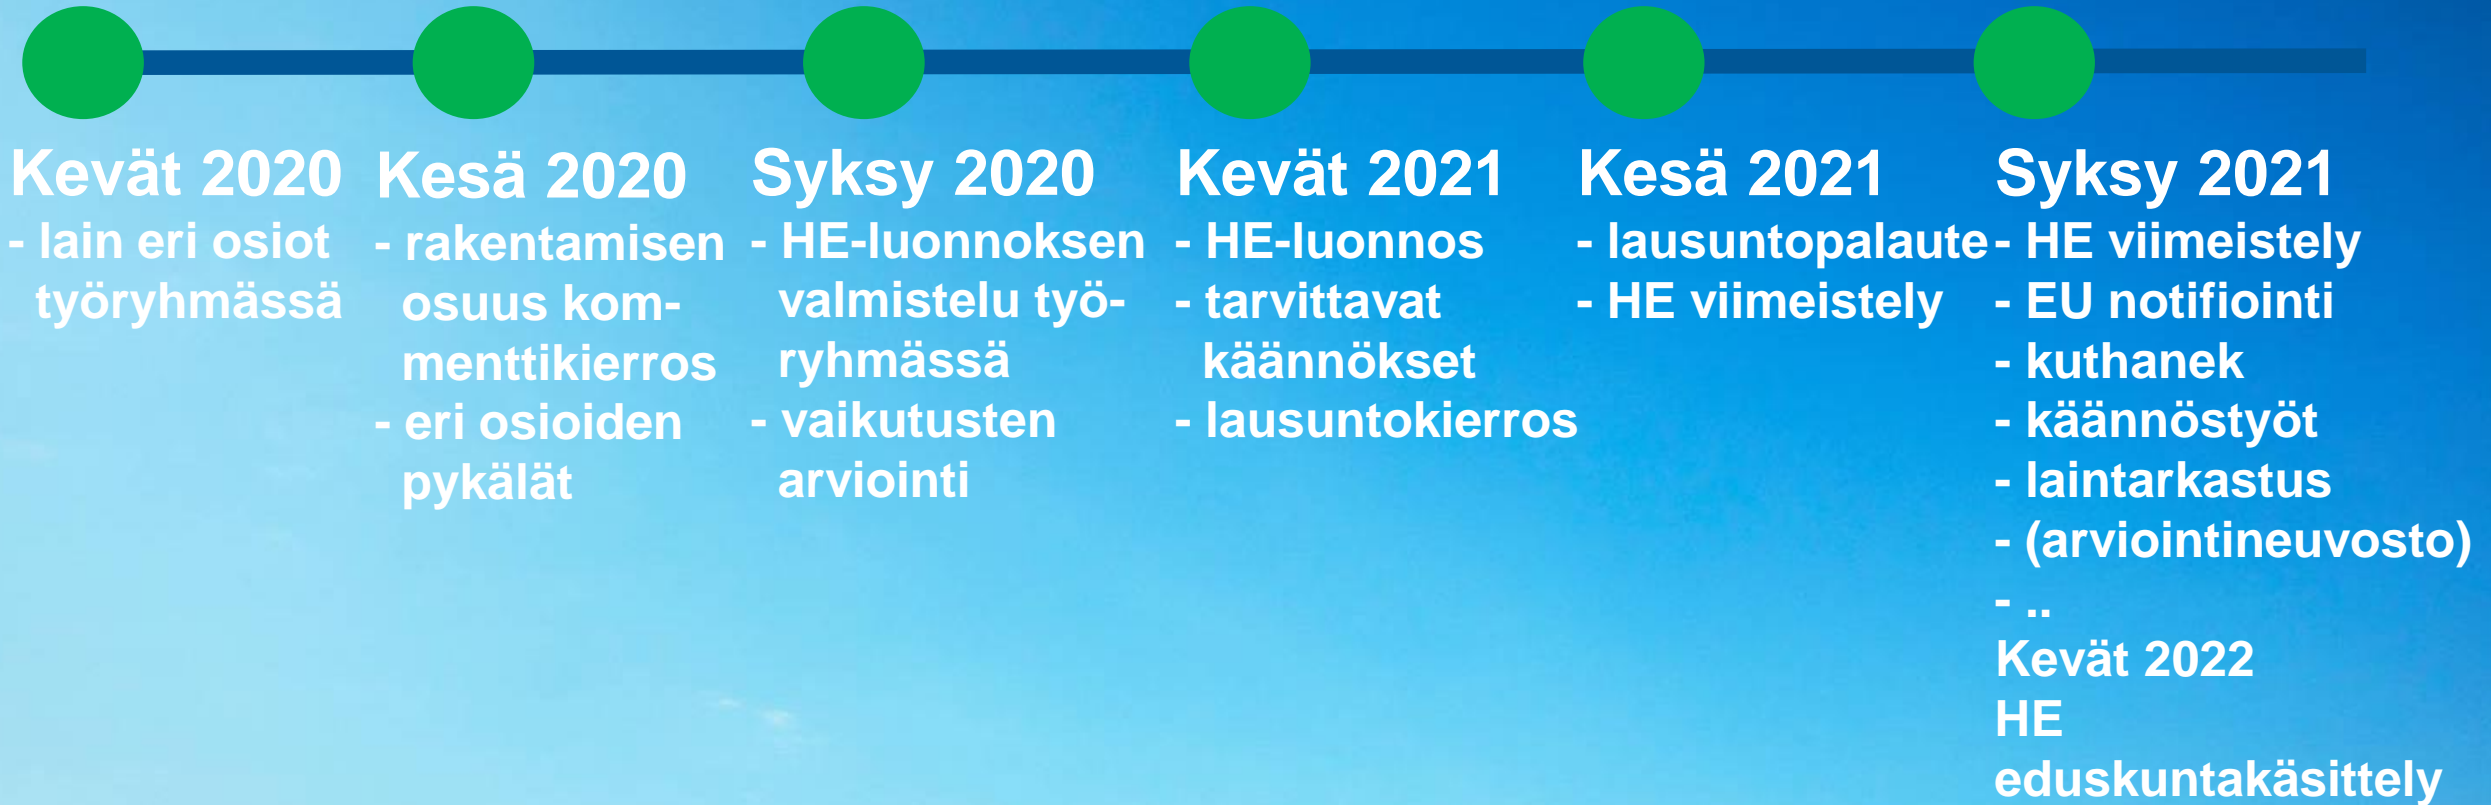 Kevät 2020
- lain eri osiot
työryhmässä
Kesä 2020
- rakentamisen
osuus kom-
menttikierros
- eri osioiden
pykälät
Syksy 2020
- HE-luonnoksen
valmistelu työ-
ryhmässä
- vaikutusten
arviointi
Kevät 2021
- HE-luonnos
- tarvittavat
käännökset
- lausuntokierros
Kesä 2021
- lausuntopalaute
- HE viimeistely
Syksy 2021
- HE viimeistely
- EU notifiointi
- kuthanek
- käännöstyöt
- laintarkastus
- (arviointineuvosto)
- ..
Kevät 2022
HE
eduskuntakäsittely